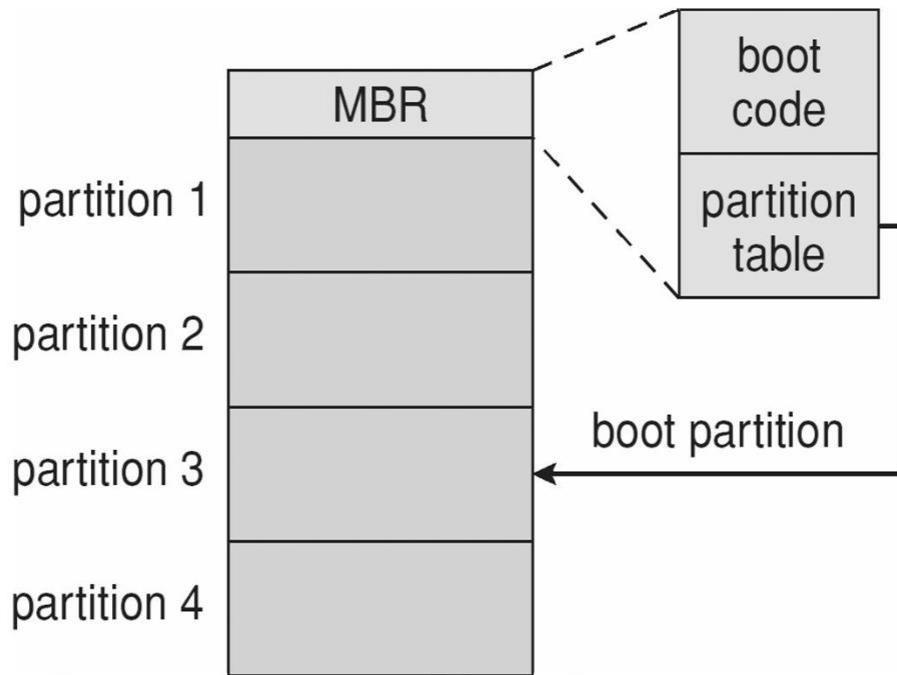 MBR
boot
code
partition
table
partition 1
partition 2
boot partition
partition 3
partition 4